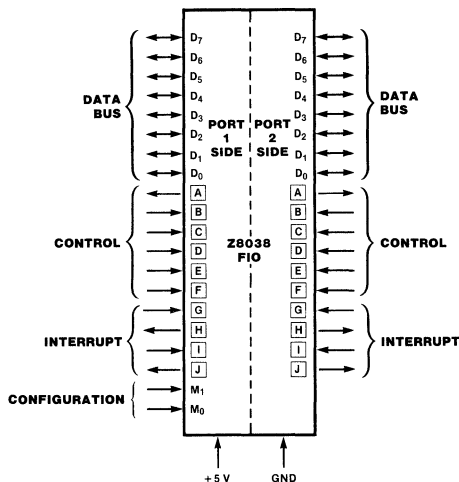 D7 D7
D6 D6
D5 D5
D4 D4
DATA BUS D3 D3 DATA BUS
PORT 1 SIDE PORT 2 SIDE
D2 D2
D1 D1
D0 D0
A A
B B
CONTROL C C CONTROL
D Z8038 FIO D
E E
F F
G G
INTERRUPT H H INTERRUPT
I I
J J
CONFIGURATION M1
M0
+5 V GND